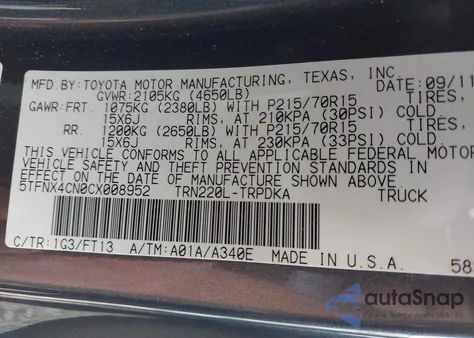 MFD.BY:TOYOTA MOTOR MANUFACTURING, TEXAS, INC.
GVWR:2105KG (4650LB) DATE:09/11
GAWR:FRT. 1075KG (2380LB) WITH P215/70R15 TIRES,
15X6J RIMS, AT 210KPA (30PSI) COLD
RR. 1200KG (2650LB) WITH P215/70R15 TIRES,
15X6J RIMS, AT 230KPA (33PSI) COLD.
THIS VEHICLE CONFORMS TO ALL APPLICABLE FEDERAL MOTOR
VEHICLE SAFETY AND THEFT PREVENTION STANDARDS IN
EFFECT ON THE DATE OF MANUFACTURE SHOWN ABOVE.
5TFNX4CN0CX008952 TRN220L-TRPDKA TRUCK
C/TR:1G3/FT13 A/TM:A01A/A340E MADE IN U.S.A. 58
autoSnap